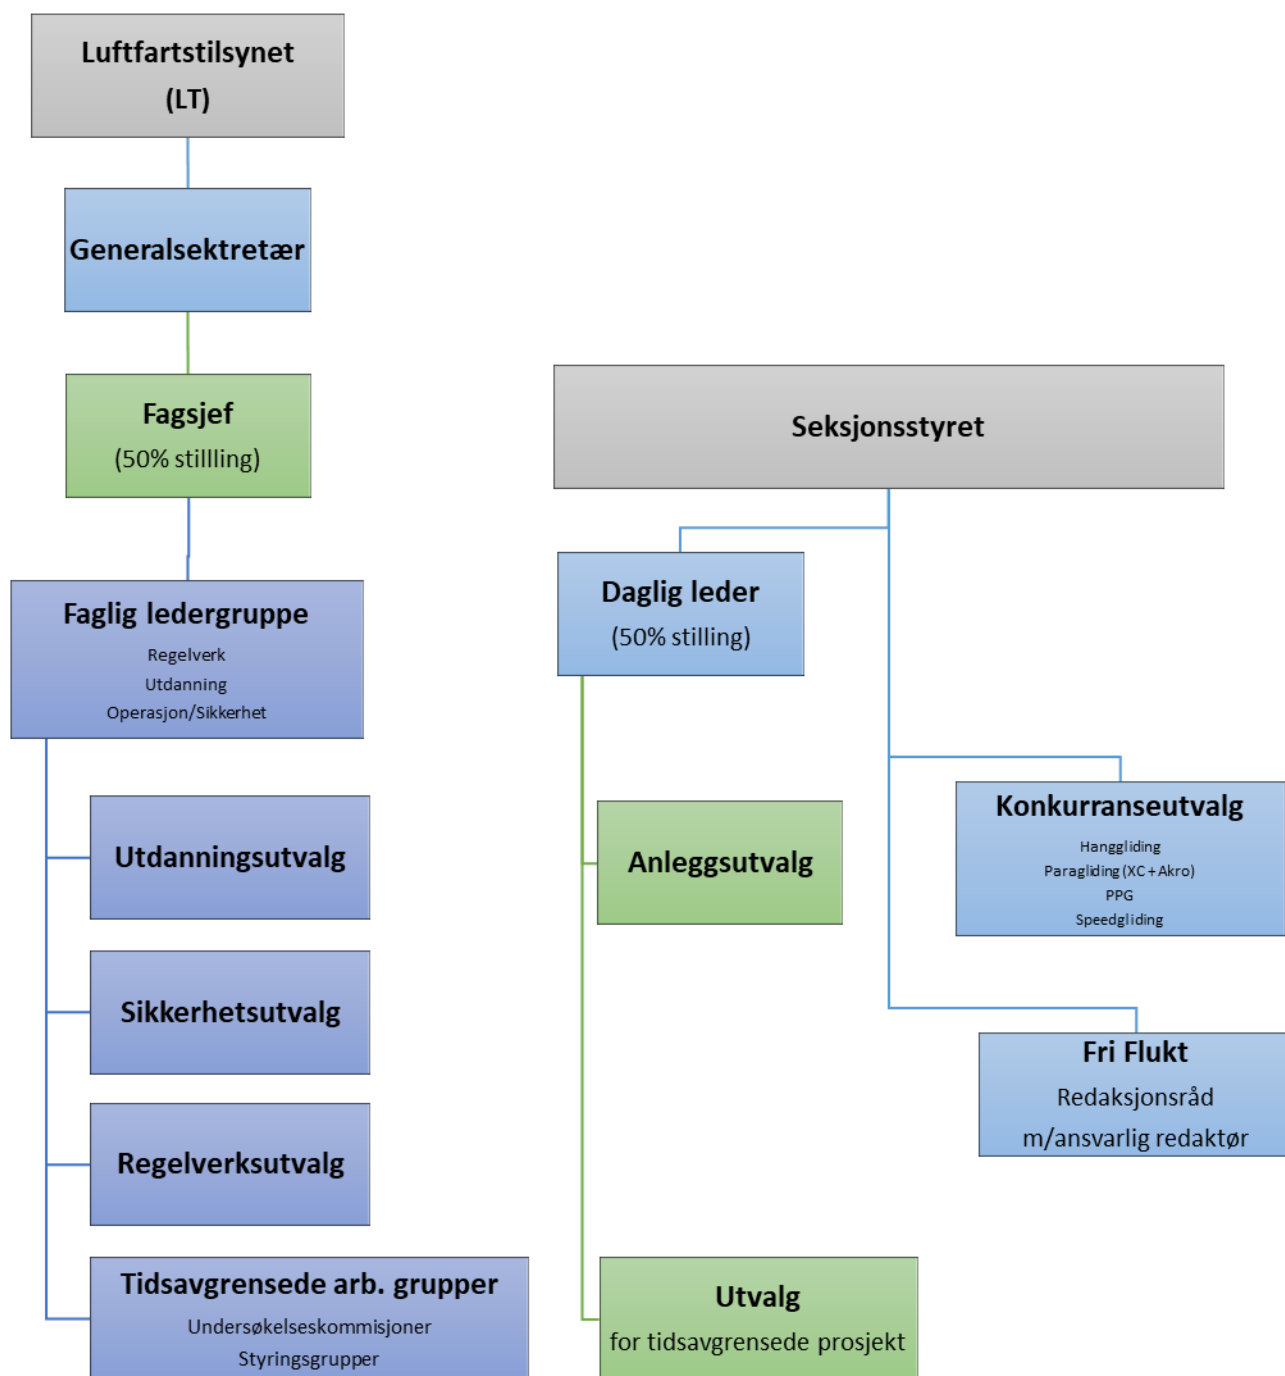 Luftfartstilsynet
(LT)
Generalsektretær
Fagsjef
(50% stillling)
Faglig ledergruppe
Regelverk
Utdanning
Operasjon/Sikkerhet
Utdanningsutvalg
Sikkerhetsutvalg
Regelverksutvalg
Tidsavgrensede arb. grupper
Undersøkelseskommisjoner
Styringsgrupper
Seksjonsstyret
Daglig leder
(50% stilling)
Anleggsutvalg
Utvalg
for tidsavgrensede prosjekt
Konkurranseutvalg
Hanggliding
Paragliding (XC + Akro)
PPG
Speedgliding
Fri Flukt
Redaksjonsråd
m/ansvarlig redaktør